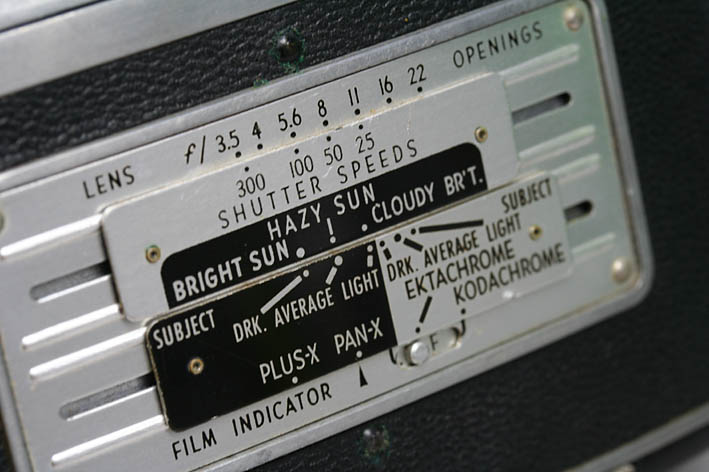 LENS f/ 3.5 4 5.6 8 11 16 22 OPENINGS
300 100 50 25
SHUTTER SPEEDS
HAZY SUN
BRIGHT SUN CLOUDY BR'T.
SUBJECT DRK. AVERAGE LIGHT
DRK. AVERAGE LIGHT SUBJECT
EKTACHROME
KODACHROME
PLUS-X PAN-X
F
FILM INDICATOR